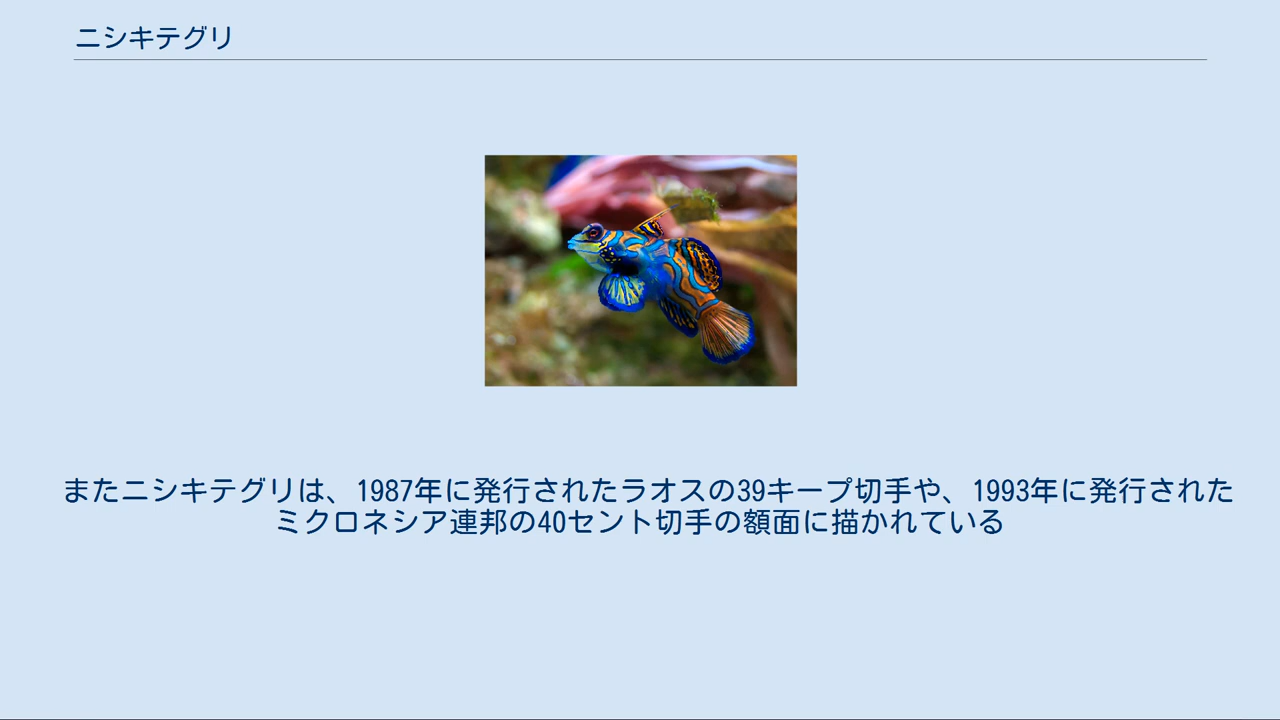 ニシキテグリ
またニシキテグリは、1987年に発行されたラオスの39キープ切手や、1993年に発行された
ミクロネシア連邦の40セント切手の額面に描かれている